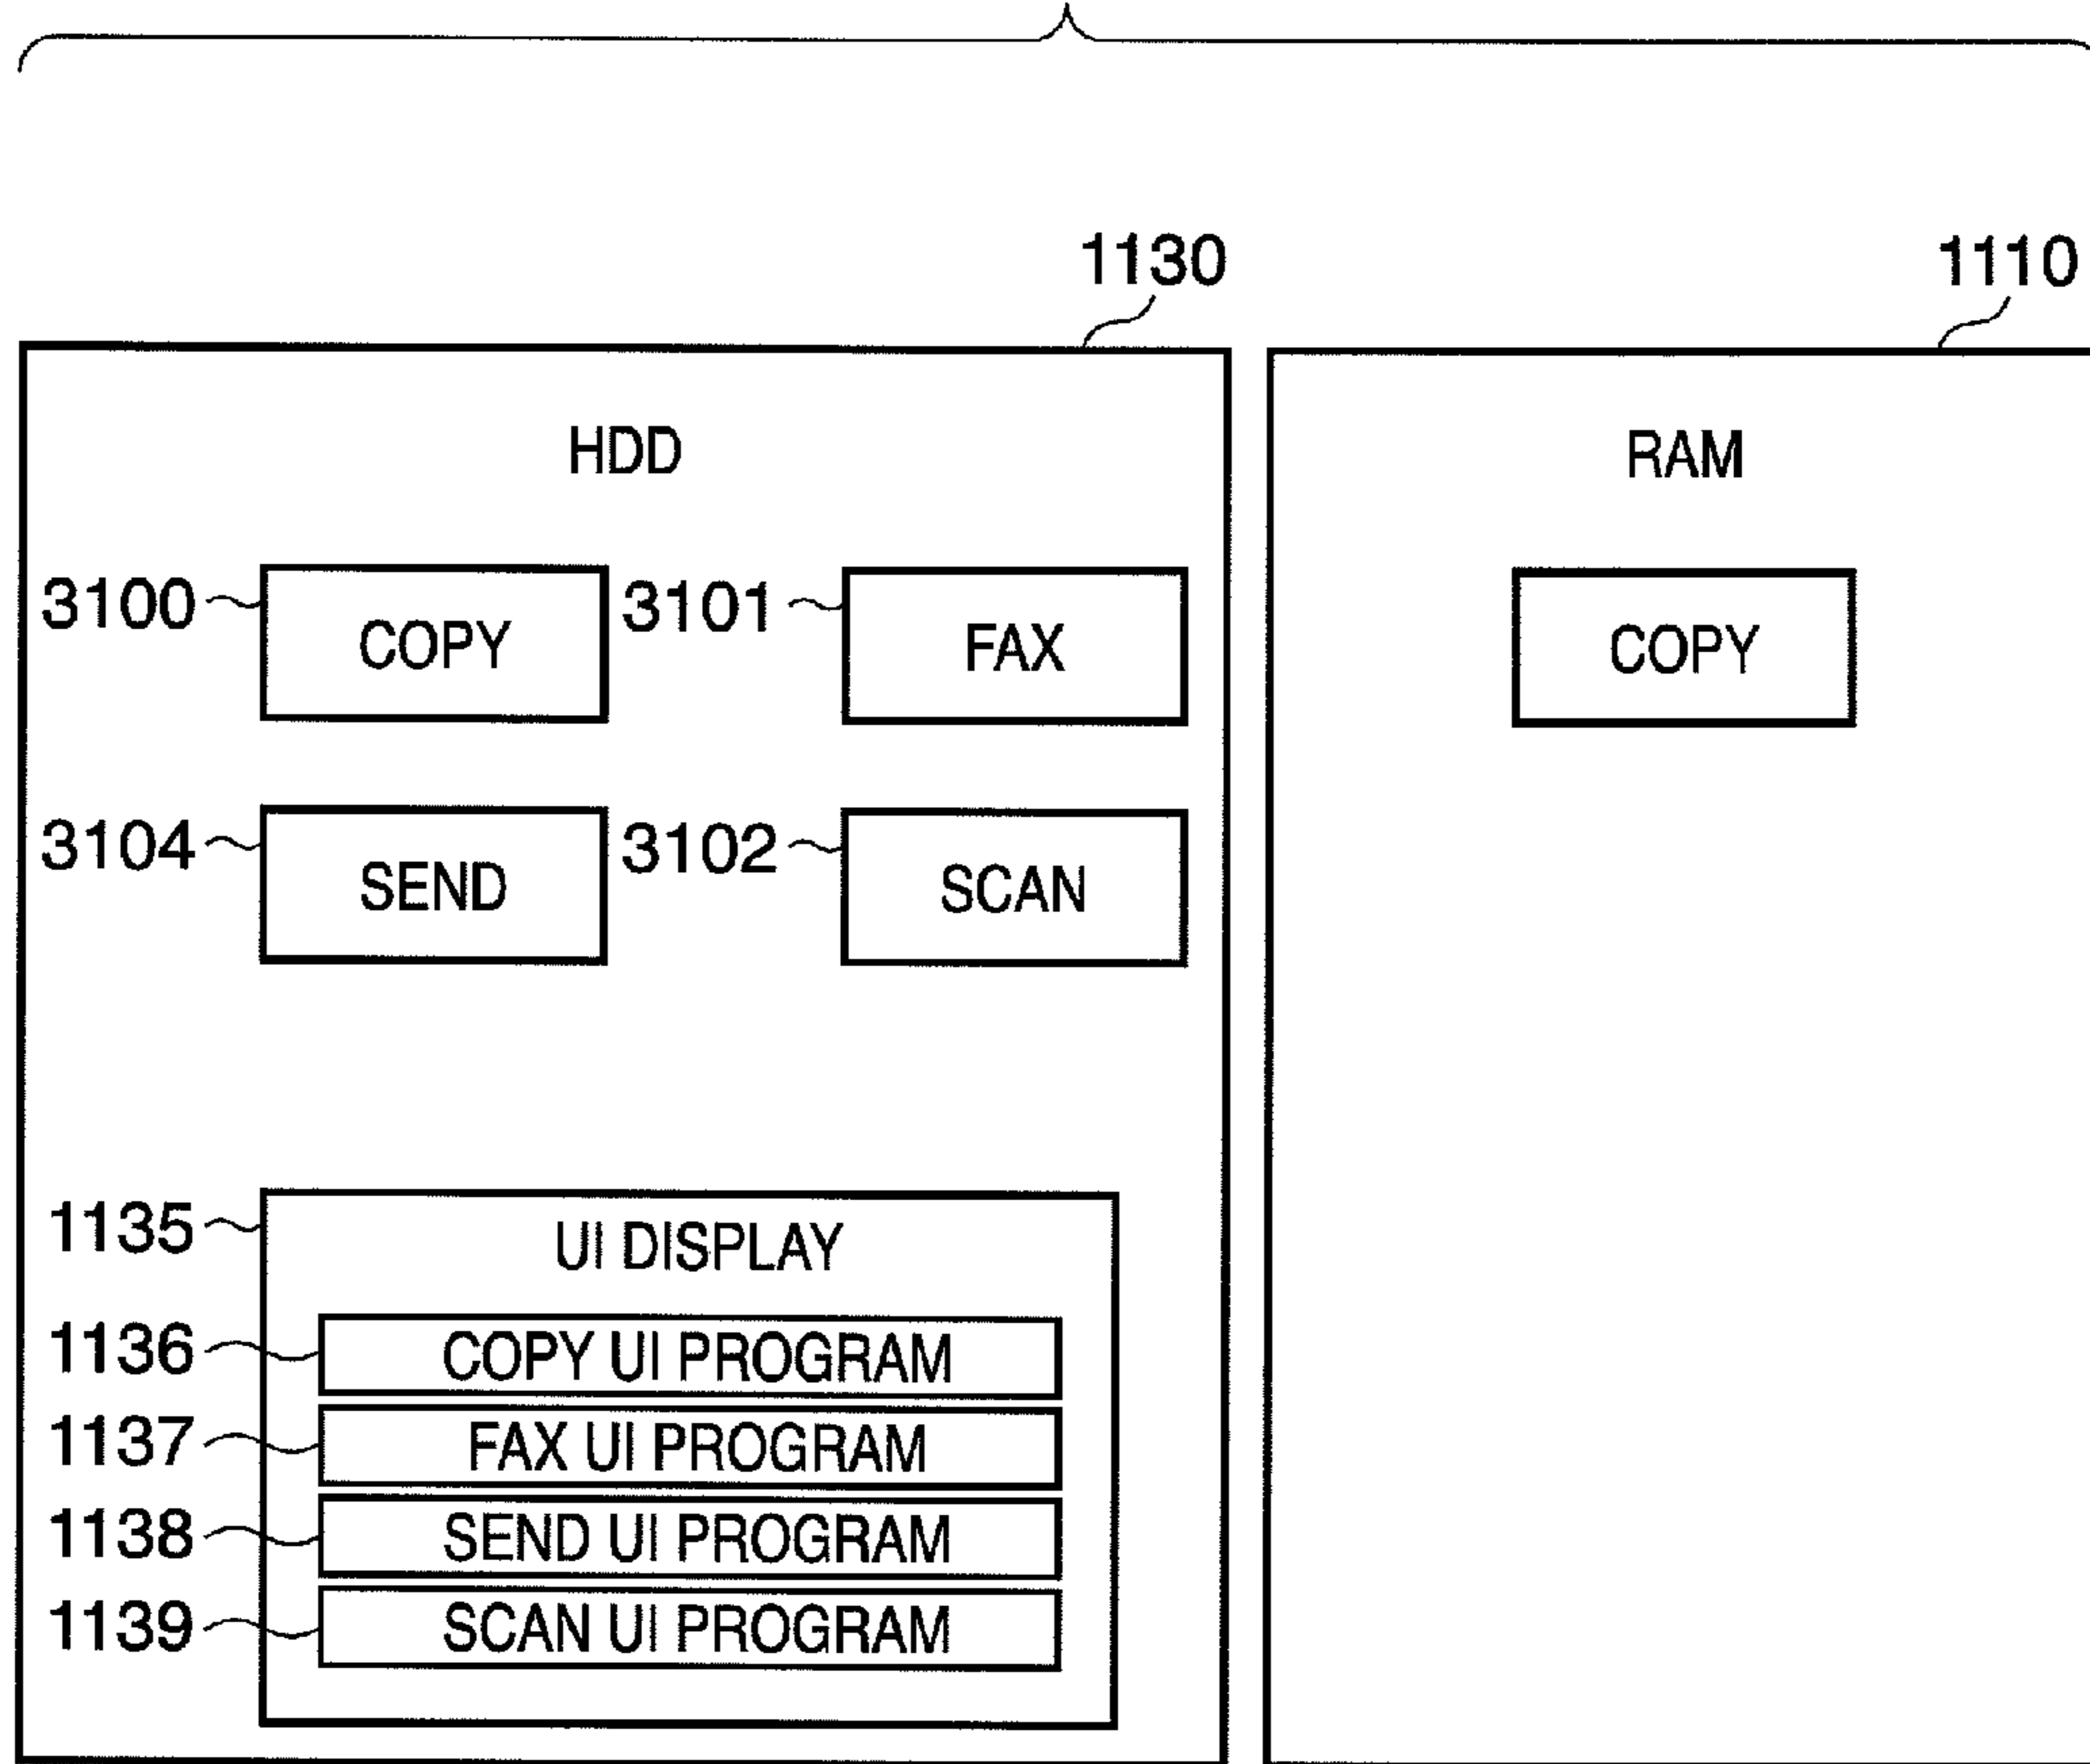 1130
1110
HDD
RAM
3100
COPY
3101
FAX
COPY
3104
SEND
3102
SCAN
1135
UI DISPLAY
1136
COPY UI PROGRAM
1137
FAX UI PROGRAM
1138
SEND UI PROGRAM
1139
SCAN UI PROGRAM